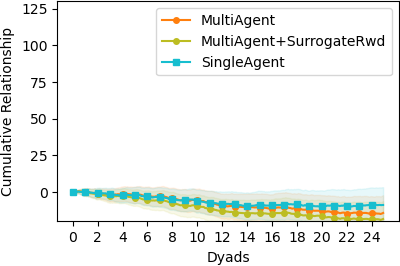 MultiAgent
MultiAgent+SurrogateRwd
SingleAgent
Cumulative Relationship
125
100
75
50
25
0
0 2 4 6 8 10 12 14 16 18 20 22 24
Dyads